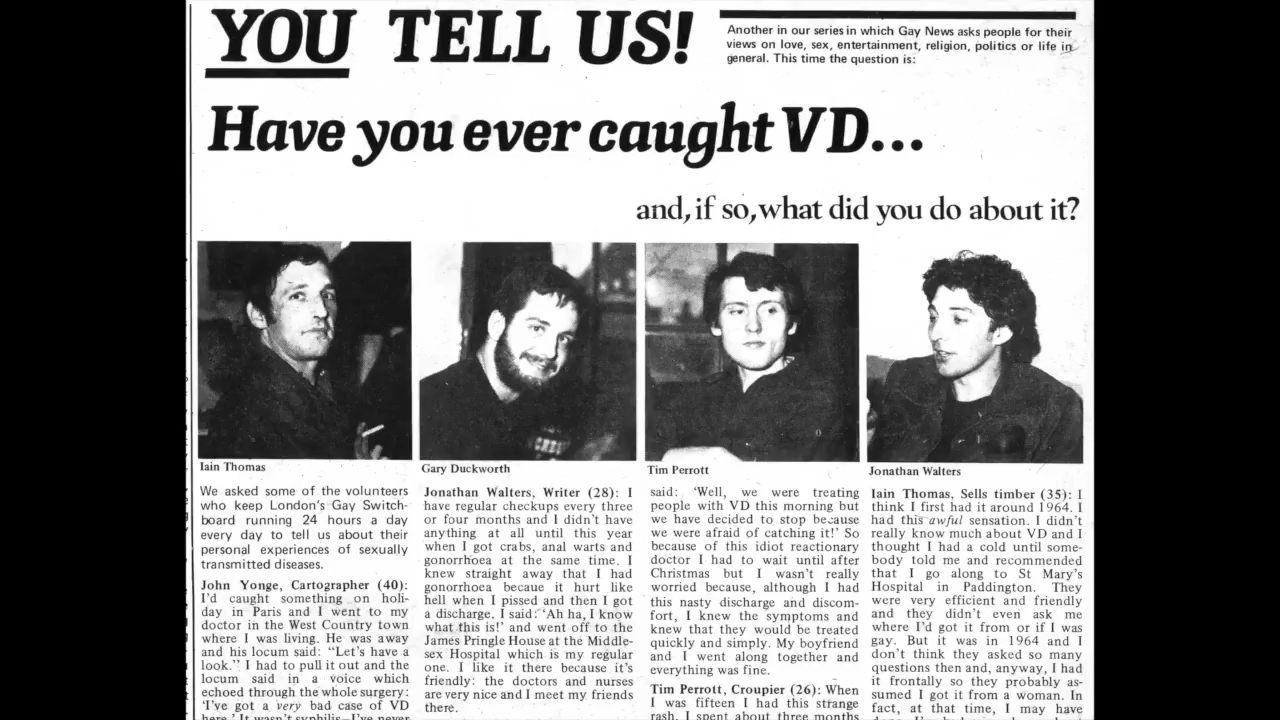 YOU TELL US!
Another in our series in which Gay News asks people for their
views on love, sex, entertainment, religion, politics or life in
general. This time the question is:
Have you ever caught VD...
and, if so, what did you do about it?
Iain Thomas
Gary Duckworth
Tim Perrott
Jonathan Walters
We asked some of the volunteers
who keep London's Gay Switch-
board running 24 hours a day
every day to tell us about their
personal experiences of sexually
transmitted diseases.
John Yonge, Cartographer (40):
I'd caught something on holi-
day in Paris and I went to my
doctor in the West Country town
where I was living. He was away
and his locum said: "Let's have a
look." I had to pull it out and the
locum said in a voice which
echoed through the whole surgery:
'I've got a very bad case of VD
here.' It wasn't syphilis—I've never
Jonathan Walters, Writer (28): I
have regular checkups every three
or four months and I didn't have
anything at all until this year
when I got crabs, anal warts and
gonorrhoea at the same time. I
knew straight away that I had
gonorrhoea becaue it hurt like
hell when I pissed and then I got
a discharge. I said: 'Ah ha, I know
what this is!' and went off to the
James Pringle House at the Middle-
sex Hospital which is my regular
one. I like it there because it's
friendly: the doctors and nurses
are very nice and I meet my friends
there.
said: 'Well, we were treating
people with VD this morning but
we have decided to stop because
we were afraid of catching it!' So
because of this idiot reactionary
doctor I had to wait until after
Christmas but I wasn't really
worried because, although I had
this nasty discharge and discom-
fort, I knew the symptoms and
knew that they would be treated
quickly and simply. My boyfriend
and I went along together and
everything was fine.
Tim Perrott, Croupier (26): When
I was fifteen I had this strange
rash. I spent about three months
Iain Thomas, Sells timber (35): I
think I first had it around 1964. I
had this awful sensation. I didn't
really know much about VD and I
thought I had a cold until some-
body told me and recommended
that I go along to St Mary's
Hospital in Paddington. They
were very efficient and friendly
and they didn't even ask me
where I'd got it from or if I was
gay. But it was in 1964 and I
don't think they asked so many
questions then and, anyway, I had
it frontally so they probably as-
sumed I got it from a woman. In
fact, at that time, I may have